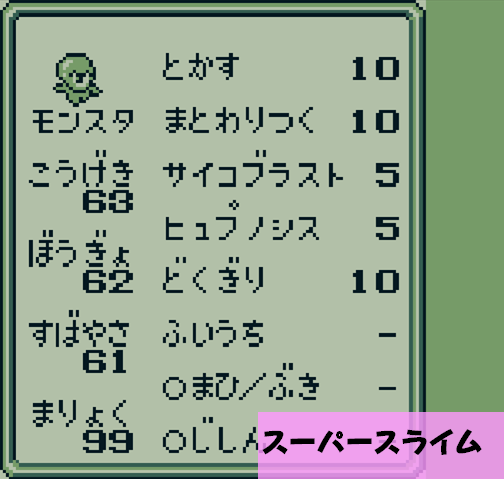 とかす 10
モンスタ まとわりつく 10
こうげき サイコブラスト 5
63
ヒュプノシス 5
ぼうぎょ
62 どくぎり 10
すばやさ ふいうち -
61
○まひ/ぶき -
まりょく
99 ○じしん
スーパースライム